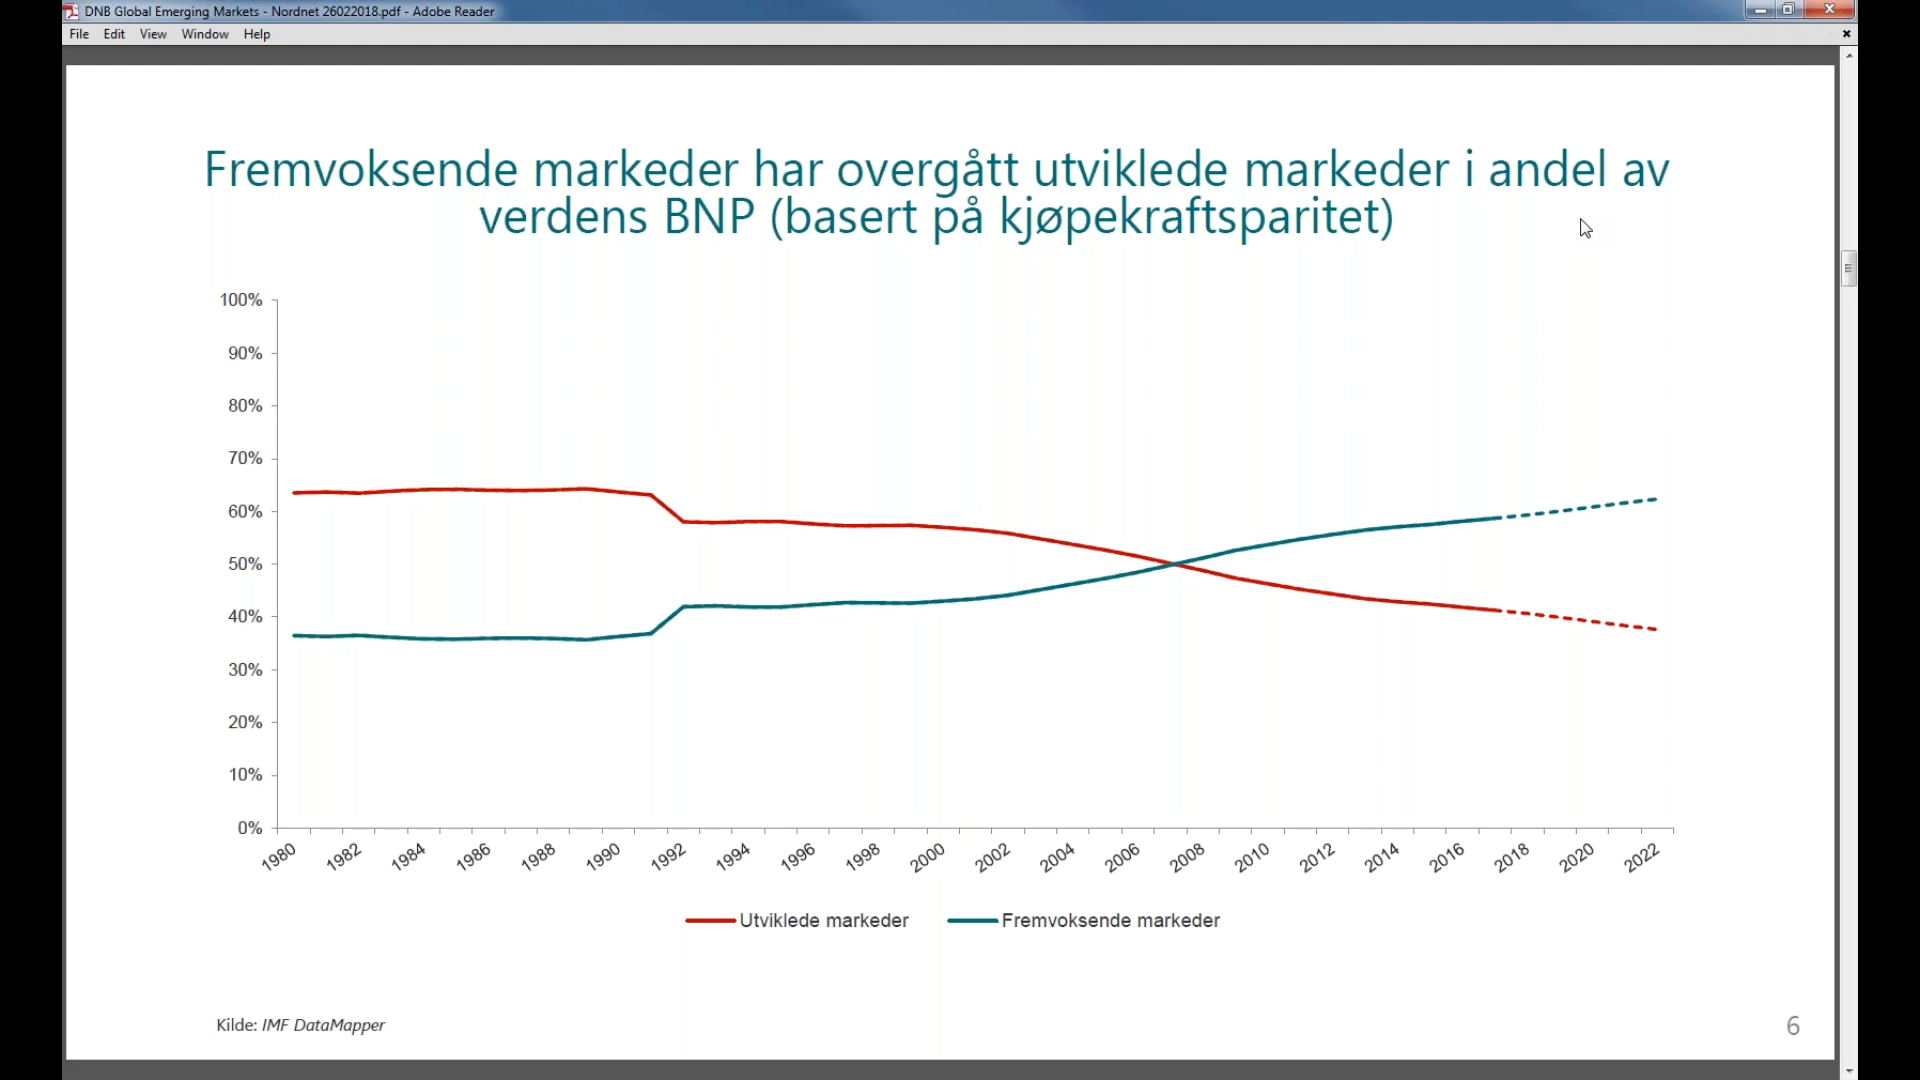 DNB Global Emerging Markets - Nordnet 26022018.pdf - Adobe Reader
File Edit View Window Help
Fremvoksende markeder har overgått utviklede markeder i andel av
verdens BNP (basert på kjøpekraftsparitet)
100%
90%
80%
70%
60%
50%
40%
30%
20%
10%
0%
1980 1982 1984 1986 1988 1990 1992 1994 1996 1998 2000 2002 2004 2006 2008 2010 2012 2014 2016 2018 2020 2022
Utviklede markeder Fremvoksende markeder
Kilde: IMF DataMapper
6